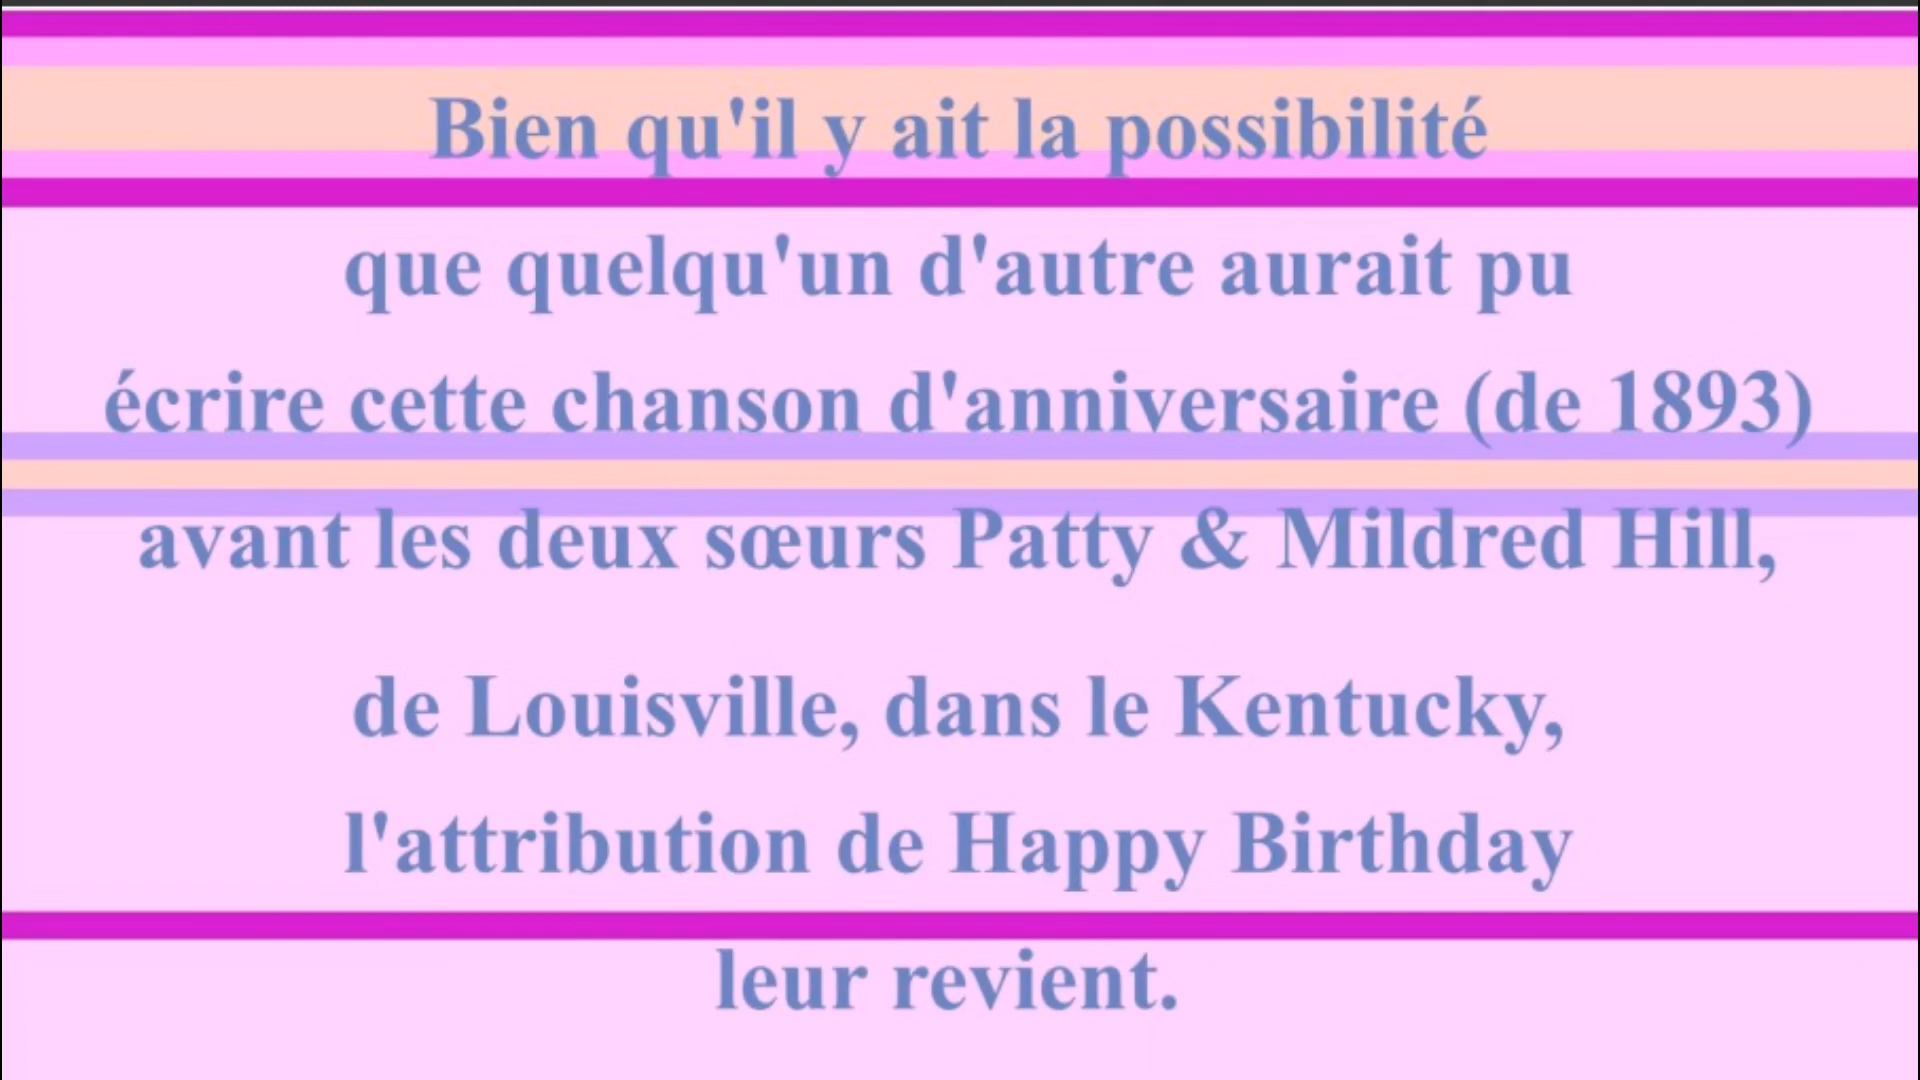 Bien qu'il y ait la possibilité
que quelqu'un d'autre aurait pu
écrire cette chanson d'anniversaire (de 1893)
avant les deux sœurs Patty & Mildred Hill,
de Louisville, dans le Kentucky,
l'attribution de Happy Birthday
leur revient.